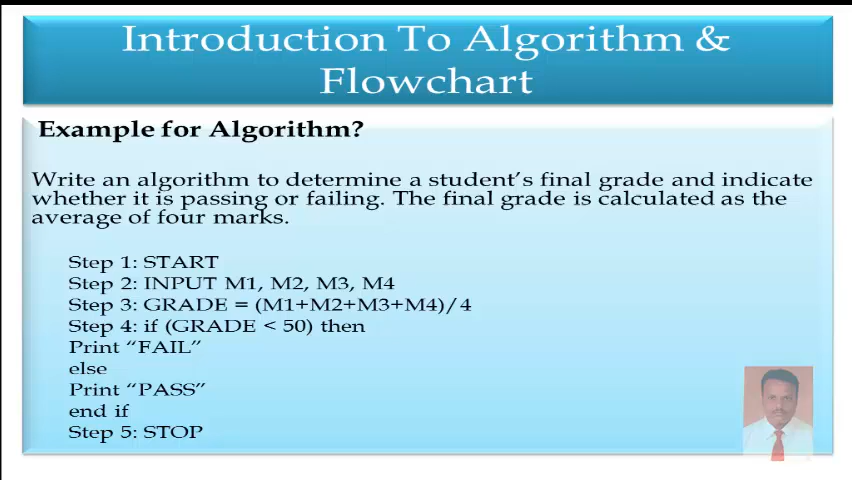 Introduction To Algorithm &
Flowchart
Example for Algorithm?
Write an algorithm to determine a student's final grade and indicate
whether it is passing or failing. The final grade is calculated as the
average of four marks.
Step 1: START
Step 2: INPUT M1, M2, M3, M4
Step 3: GRADE = (M1+M2+M3+M4)/4
Step 4: if (GRADE < 50) then
Print “FAIL”
else
Print “PASS”
end if
Step 5: STOP